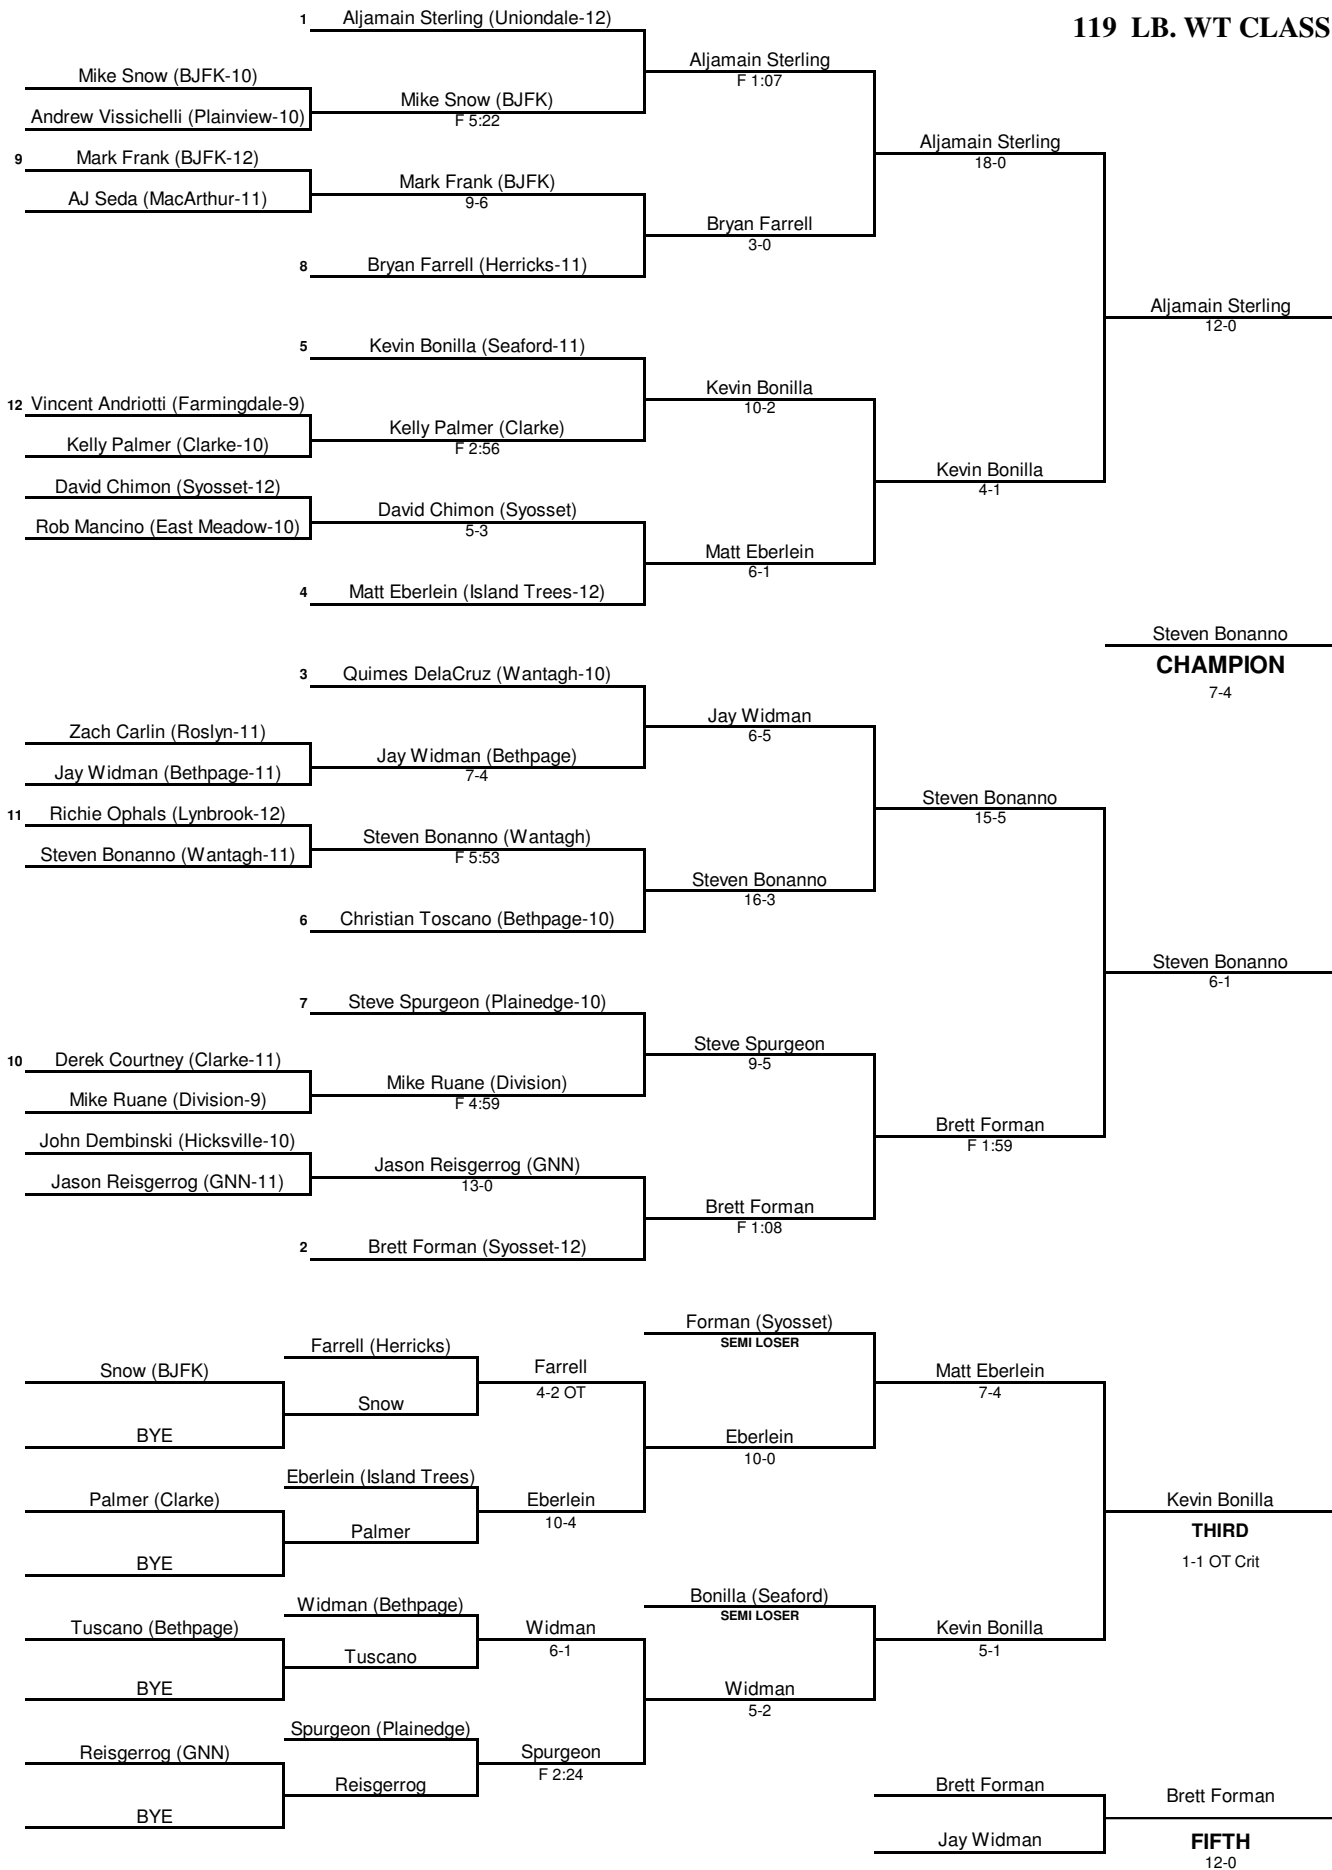 119 LB. WT CLASS
1 Aljamain Sterling (Uniondale-12)
Aljamain Sterling
F 1:07
Mike Snow (BJFK-10)
Mike Snow (BJFK)
F 5:22
Andrew Vissichelli (Plainview-10)
Aljamain Sterling
18-0
9 Mark Frank (BJFK-12)
Mark Frank (BJFK)
9-6
AJ Seda (MacArthur-11)
Bryan Farrell
3-0
8 Bryan Farrell (Herricks-11)
Aljamain Sterling
12-0
5 Kevin Bonilla (Seaford-11)
Kevin Bonilla
10-2
12 Vincent Andriotti (Farmingdale-9)
Kelly Palmer (Clarke)
F 2:56
Kelly Palmer (Clarke-10)
Kevin Bonilla
4-1
David Chimon (Syosset-12)
David Chimon (Syosset)
5-3
Rob Mancino (East Meadow-10)
Matt Eberlein
6-1
4 Matt Eberlein (Island Trees-12)
Steven Bonanno
CHAMPION
7-4
3 Quimes DelaCruz (Wantagh-10)
Jay Widman
6-5
Zach Carlin (Roslyn-11)
Jay Widman (Bethpage)
7-4
Jay Widman (Bethpage-11)
Steven Bonanno
15-5
11 Richie Ophals (Lynbrook-12)
Steven Bonanno (Wantagh)
F 5:53
Steven Bonanno (Wantagh-11)
Steven Bonanno
16-3
6 Christian Toscano (Bethpage-10)
Steven Bonanno
6-1
7 Steve Spurgeon (Plainedge-10)
Steve Spurgeon
9-5
10 Derek Courtney (Clarke-11)
Mike Ruane (Division)
F 4:59
Mike Ruane (Division-9)
Brett Forman
F 1:59
John Dembinski (Hicksville-10)
Jason Reisgerrog (GNN)
13-0
Jason Reisgerrog (GNN-11)
Brett Forman
F 1:08
2 Brett Forman (Syosset-12)
Forman (Syosset)
SEMI LOSER
Farrell (Herricks)
Farrell
4-2 OT
Snow (BJFK)
Matt Eberlein
7-4
Snow
BYE
Eberlein
10-0
Eberlein (Island Trees)
Palmer (Clarke)
Eberlein
10-4
Kevin Bonilla
THIRD
1-1 OT Crit
Palmer
BYE
Bonilla (Seaford)
SEMI LOSER
Widman (Bethpage)
Tuscano (Bethpage)
Widman
6-1
Kevin Bonilla
5-1
Tuscano
BYE
Widman
5-2
Spurgeon (Plainedge)
Reisgerrog (GNN)
Spurgeon
F 2:24
Reisgerrog
BYE
Brett Forman
Brett Forman
Jay Widman
FIFTH
12-0